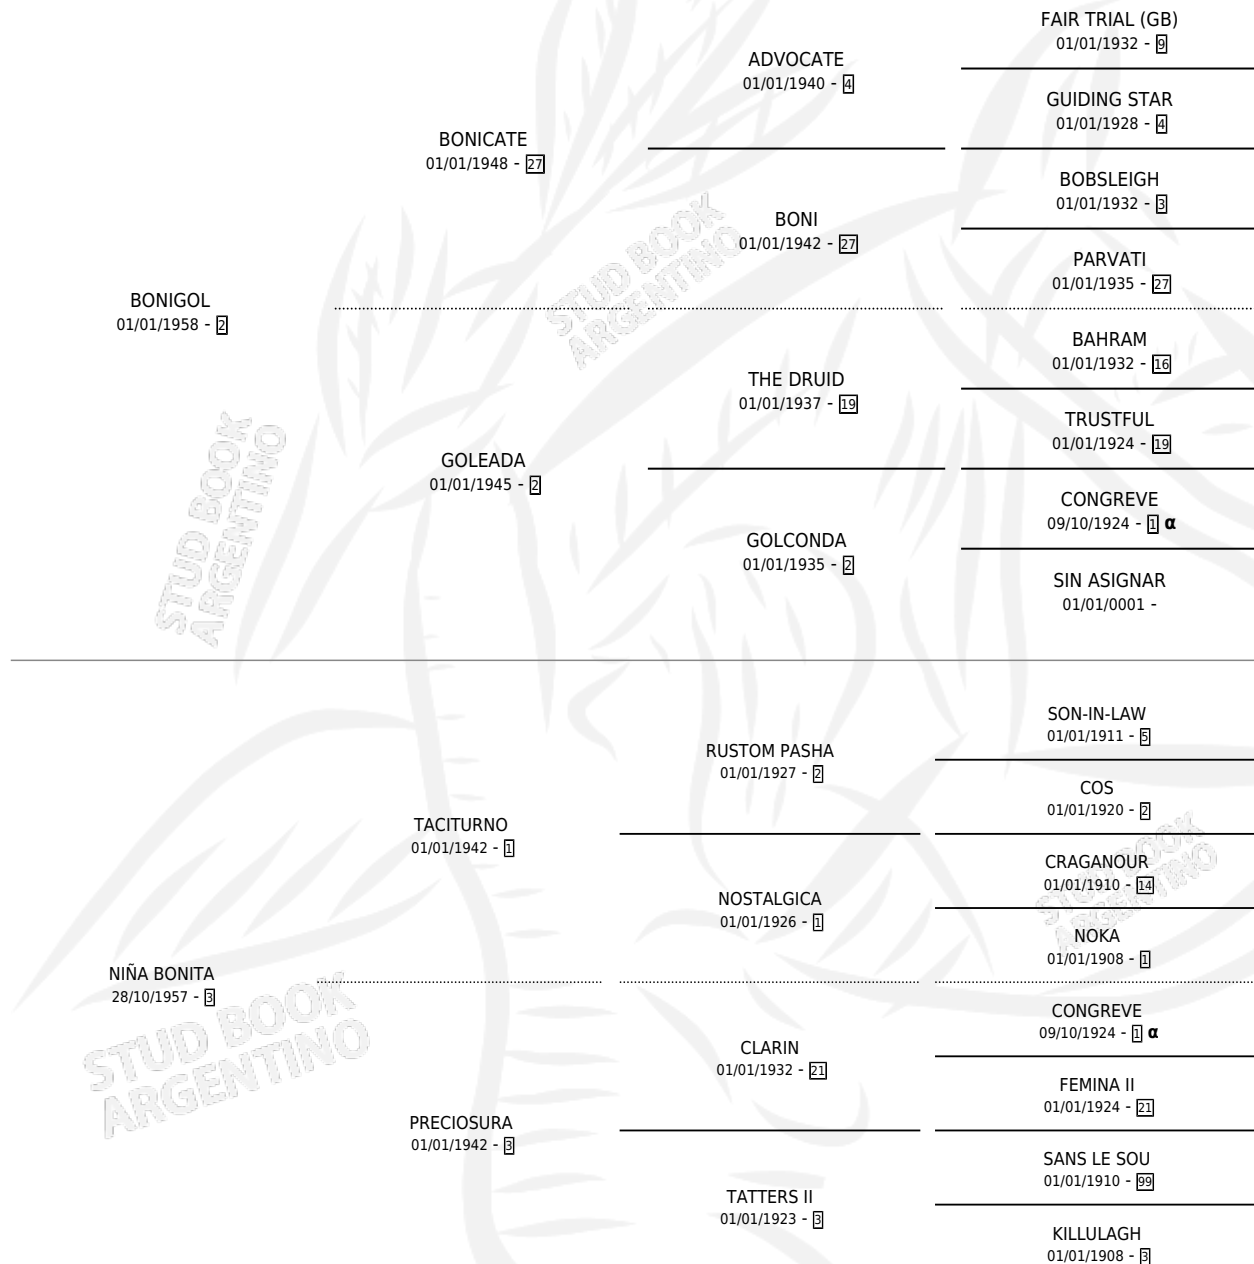 FAIR TRIAL (GB)
01/01/1932 - 9
ADVOCATE
01/01/1940 - 4
GUIDING STAR
01/01/1928 - 4
BONICATE
01/01/1948 - 27
BOBSLEIGH
01/01/1932 - 3
BONI
01/01/1942 - 27
PARVATI
01/01/1935 - 27
BONIGOL
01/01/1958 - 2
BAHRAM
01/01/1932 - 16
THE DRUID
01/01/1937 - 19
TRUSTFUL
01/01/1924 - 19
GOLEADA
01/01/1945 - 2
CONGREVE
09/10/1924 - 1 α
GOLCONDA
01/01/1935 - 2
SIN ASIGNAR
01/01/0001 -
SON-IN-LAW
01/01/1911 - 5
RUSTOM PASHA
01/01/1927 - 2
COS
01/01/1920 - 2
TACITURNO
01/01/1942 - 1
CRAGANOUR
01/01/1910 - 14
NOSTALGICA
01/01/1926 - 1
NOKA
01/01/1908 - 1
NIÑA BONITA
28/10/1957 - 3
CONGREVE
09/10/1924 - 1 α
CLARIN
01/01/1932 - 21
FEMINA II
01/01/1924 - 21
PRECIOSURA
01/01/1942 - 3
SANS LE SOU
01/01/1910 - 99
TATTERS II
01/01/1923 - 3
KILLULAGH
01/01/1908 - 3
STUD BOOK
ARGENTINO
STUD BOOK
ARGENTINO
STUD BOOK
ARGENTINO
STUD BOOK
ARGENTINO